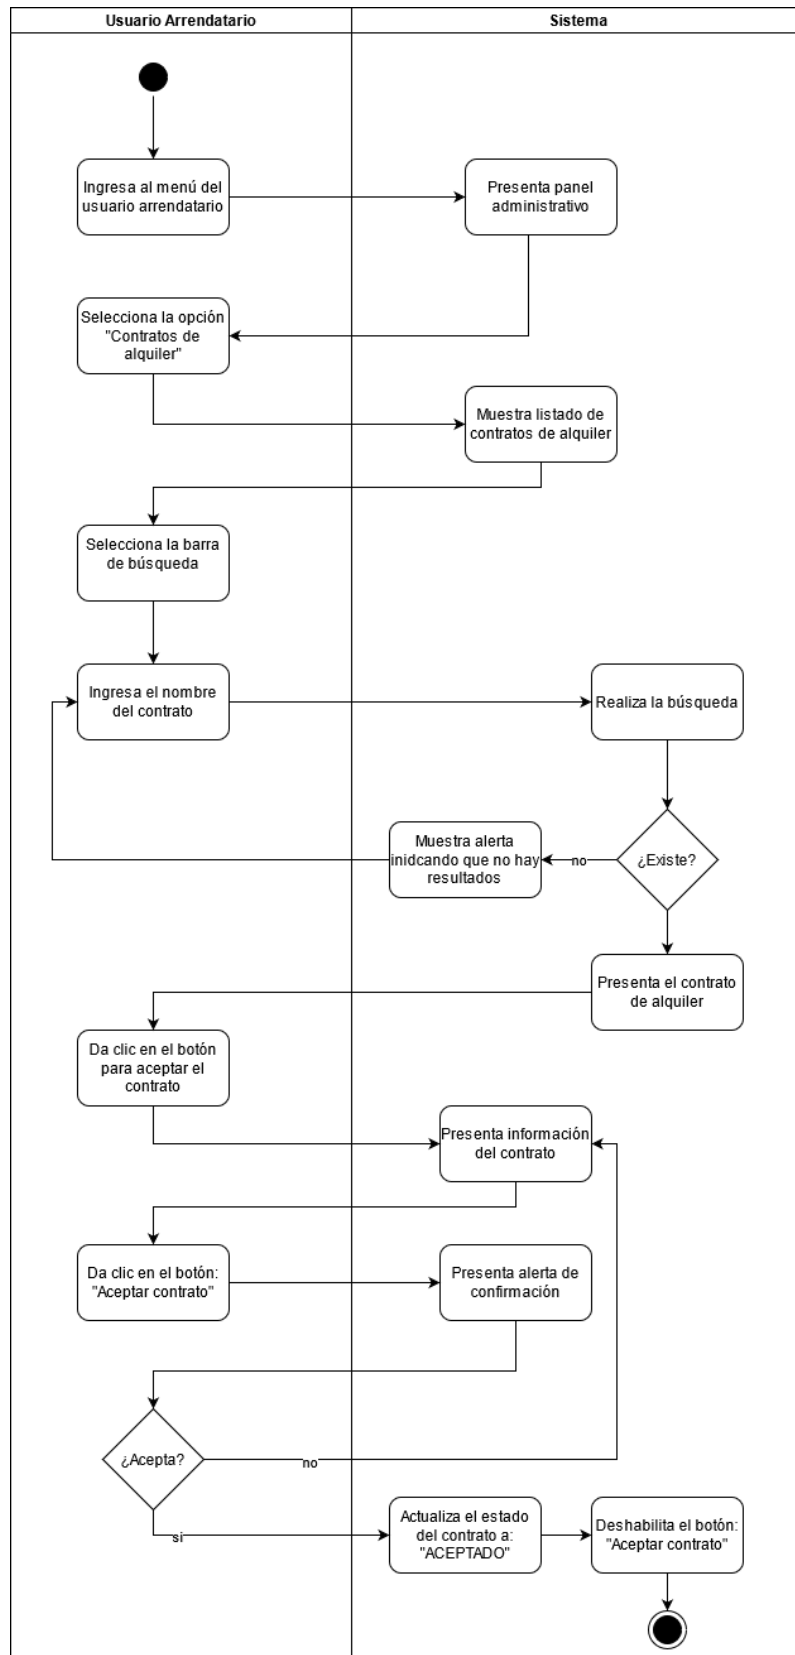 Usuario Arrendatario
Sistema
Ingresa al menú del
usuario arrendatario
Presenta panel
administrativo
Selecciona la opción
"Contratos de
alquiler"
Muestra listado de
contratos de alquiler
Selecciona la barra
de búsqueda
Ingresa el nombre
del contrato
Realiza la búsqueda
Muestra alerta
inidcando que no hay
resultados
no
¿Existe?
Presenta el contrato
de alquiler
Da clic en el botón
para aceptar el
contrato
Presenta información
del contrato
Da clic en el botón:
"Aceptar contrato"
Presenta alerta de
confirmación
¿Acepta?
no
si
Actualiza el estado
del contrato a:
"ACEPTADO"
Deshabilita el botón:
"Aceptar contrato"